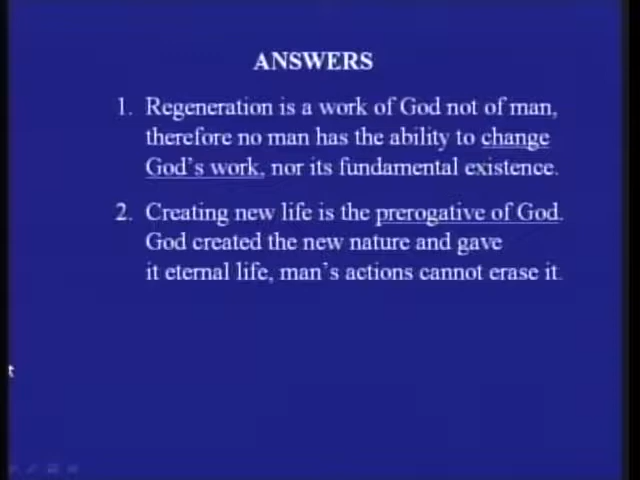 ANSWERS
1. Regeneration is a work of God not of man,
therefore no man has the ability to change
God's work, nor its fundamental existence.
2. Creating new life is the prerogative of God.
God created the new nature and gave
it eternal life, man's actions cannot erase it.